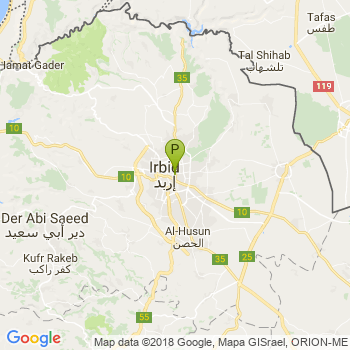 Tafas
طفس
Tal Shihab
تلشهاب
Hamat Gader
35
119
10
P
Irbid
إربد
10
10
Der Abi Saeed
دير أبي سعيد
Al-Husun
الحصن
Kufr Rakeb
كفر راكب
35
25
55
Google
Map data ©2018 Google, Mapa GISrael, ORION-ME